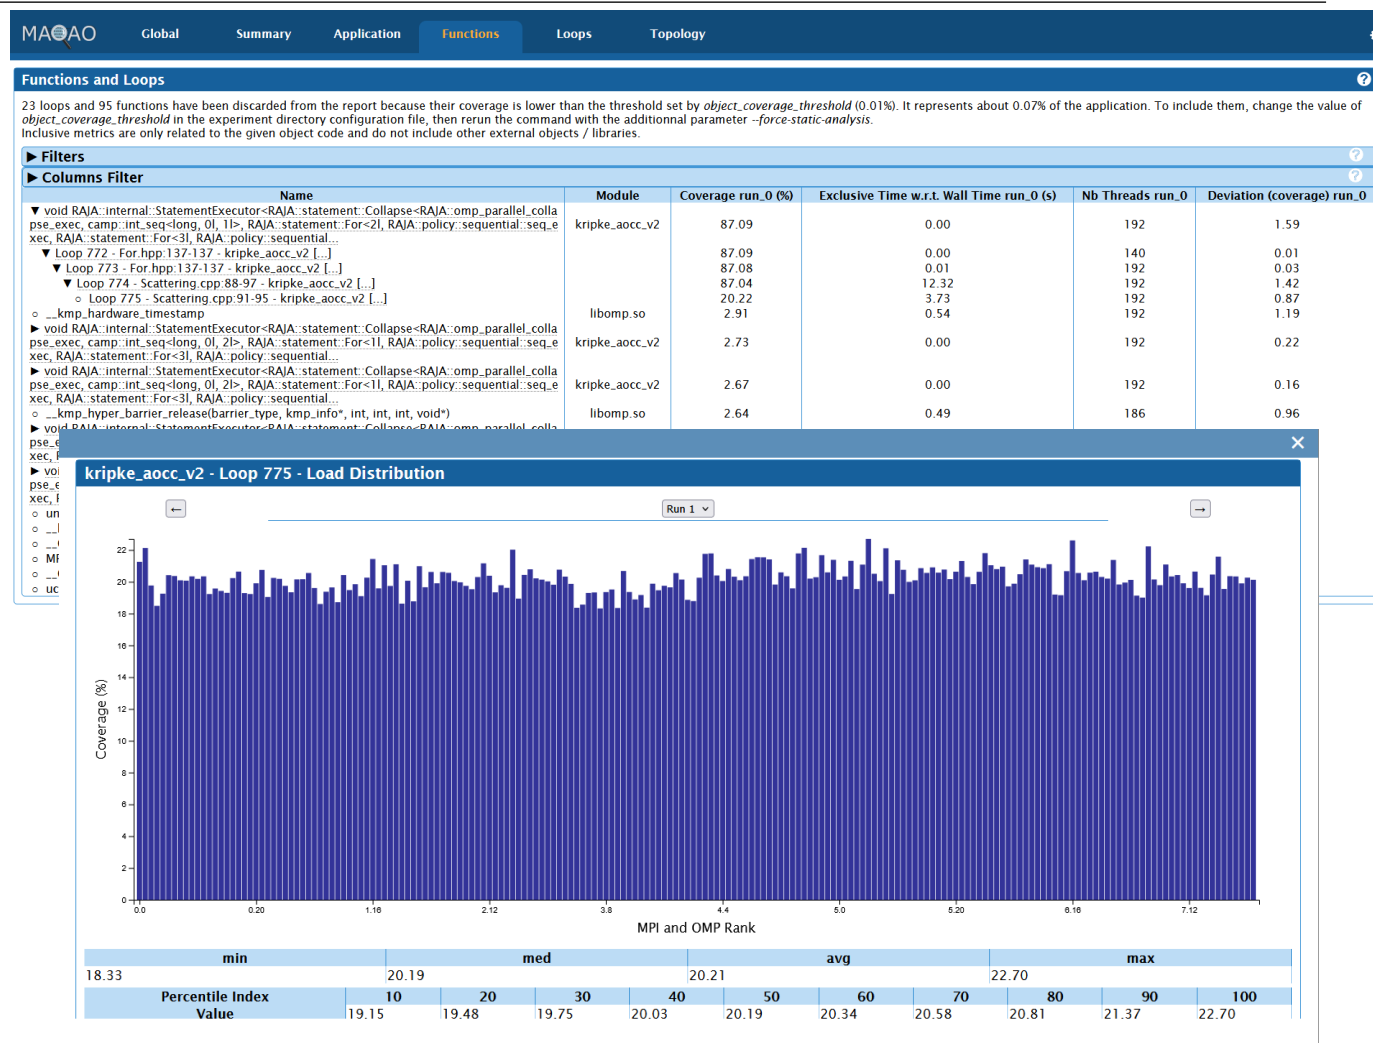 MAQAO Global Summary Application Functions Loops Topology
Functions and Loops
23 loops and 95 functions have been discarded from the report because their coverage is lower than the threshold set by object_coverage_threshold (0.01%). It represents about 0.07% of the application. To include them, change the value of
object_coverage_threshold in the experiment directory configuration file, then rerun the command with the additionnal parameter --force-static-analysis.
Inclusive metrics are only related to the given object code and do not include other external objects / libraries.
▶ Filters
▶ Columns Filter
Name Module Coverage run_0 (%) Exclusive Time w.r.t. Wall Time run_0 (s) Nb Threads run_0 Deviation (coverage) run_0
▼ void RAJA::internal::StatementExecutor<RAJA::statement::Collapse<RAJA::omp_parallel_colla
pse_exec, camp::int_seq<long, 0l, 1l>, RAJA::statement::For<2l, RAJA::policy::sequential::seq_e kripke_aocc_v2 87.09 0.00 192 1.59
xec, RAJA::statement::For<3l, RAJA::policy::sequential...
▼ Loop 772 - For.hpp:137-137 - kripke_aocc_v2 [...] 87.09 0.00 140 0.01
▼ Loop 773 - For.hpp:137-137 - kripke_aocc_v2 [...] 87.08 0.01 192 0.03
▼ Loop 774 - Scattering.cpp:88-97 - kripke_aocc_v2 [...] 87.04 12.32 192 1.42
○ Loop 775 - Scattering.cpp:91-95 - kripke_aocc_v2 [...] 20.22 3.73 192 0.87
○ __kmp_hardware_timestamp libomp.so 2.91 0.54 192 1.19
▶ void RAJA::internal::StatementExecutor<RAJA::statement::Collapse<RAJA::omp_parallel_colla
pse_exec, camp::int_seq<long, 0l, 2l>, RAJA::statement::For<1l, RAJA::policy::sequential::seq_e kripke_aocc_v2 2.73 0.00 192 0.22
xec, RAJA::statement::For<3l, RAJA::policy::sequential...
▶ void RAJA::internal::StatementExecutor<RAJA::statement::Collapse<RAJA::omp_parallel_colla
pse_exec, camp::int_seq<long, 0l, 2l>, RAJA::statement::For<1l, RAJA::policy::sequential::seq_e kripke_aocc_v2 2.67 0.00 192 0.16
xec, RAJA::statement::For<3l, RAJA::policy::sequential...
○ __kmp_hyper_barrier_release(barrier_type, kmp_info*, int, int, int, void*) libomp.so 2.64 0.49 186 0.96
▶ void RAJA::internal::StatementExecutor<RAJA::statement::Collapse<RAJA::omp_parallel_colla
pse_e
xec, 
▶ voi
pse_e
xec, 
○ un
○ __
○ __
○ MF
○ __
○ uc
×
kripke_aocc_v2 - Loop 775 - Load Distribution
← Run 1 →
22
20
18
16
14
12
10
8
6
4
2
0
Coverage (%)
0.0 0.20 1.16 2.12 3.8 4.4 5.0 5.20 6.16 7.12
MPI and OMP Rank
min med avg max
18.33 20.19 20.21 22.70
Percentile Index 10 20 30 40 50 60 70 80 90 100
Value 19.15 19.48 19.75 20.03 20.19 20.34 20.58 20.81 21.37 22.70